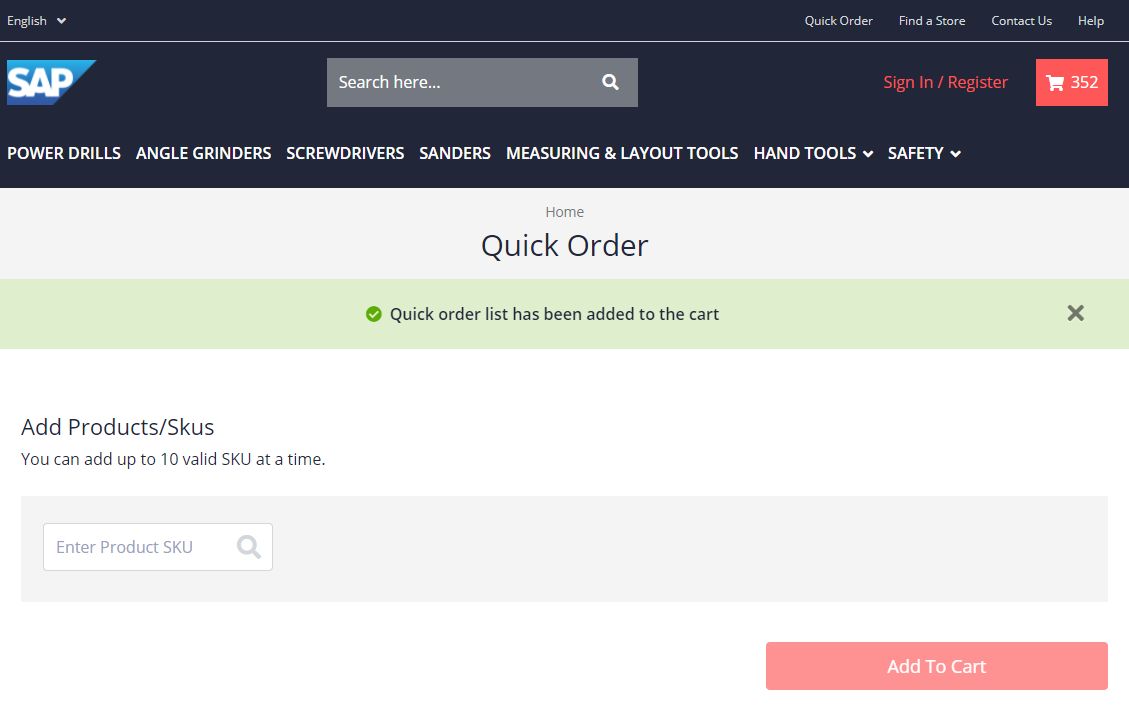 English
Quick Order Find a Store Contact Us Help
SAP
Search here...
Sign In / Register
352
POWER DRILLS ANGLE GRINDERS SCREWDRIVERS SANDERS MEASURING & LAYOUT TOOLS HAND TOOLS SAFETY
Home
Quick Order
Quick order list has been added to the cart
Add Products/Skus
You can add up to 10 valid SKU at a time.
Enter Product SKU
Add To Cart